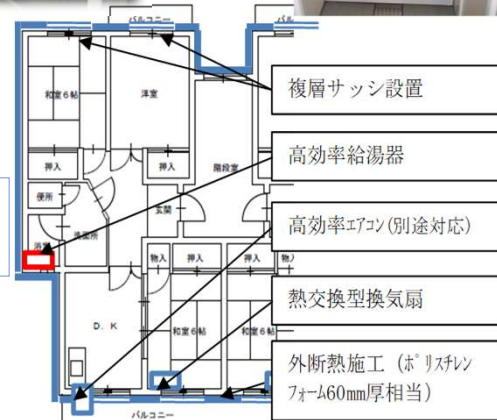 バルコニー
バル
和室6帖
洋室
押入
押入
階段室
便所
玄関
洗面所
浴室
物入
押入
押入
物入
D.K
和室6帖
和室6帖
バルコニー
複層サッシ設置
高効率給湯器
高効率エアコン(別途対応)
熱交換型換気扇
外断熱施工（ポリスチレン
フォーム60mm厚相当）